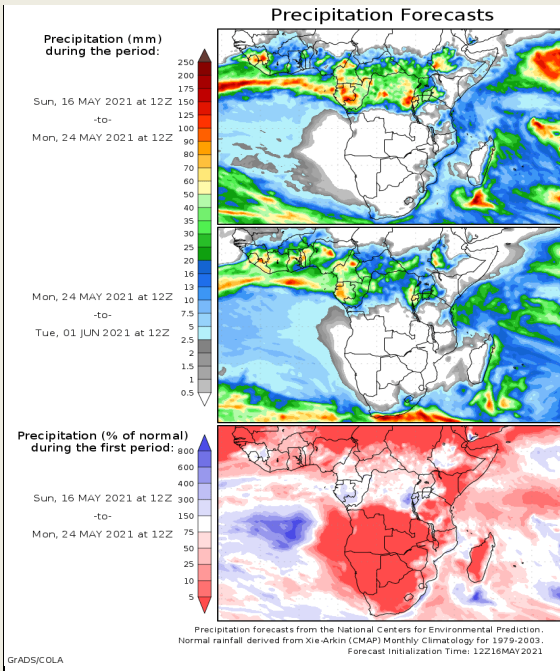 Precipitation Forecasts
Precipitation (mm)
during the period:
Sun, 16 MAY 2021 at 12Z
-to-
Mon, 24 MAY 2021 at 12Z
250
200
175
150
125
100
90
80
70
60
50
40
35
30
25
20
16
13
10
7.5
5
2.5
2
1.5
1
0.5
Mon, 24 MAY 2021 at 12Z
-to-
Tue, 01 JUN 2021 at 12Z
Precipitation (% of normal)
during the first period:
Sun, 16 MAY 2021 at 12Z
-to-
Mon, 24 MAY 2021 at 12Z
800
600
400
300
150
75
50
25
10
5
Precipitation forecasts from the National Centers for Environmental Prediction.
Normal rainfall derived from Xie-Arkin (CMAP) Monthly Climatology for 1979-2003.
Forecast Initialization Time: 12Z16MAY2021
GrADS/COLA